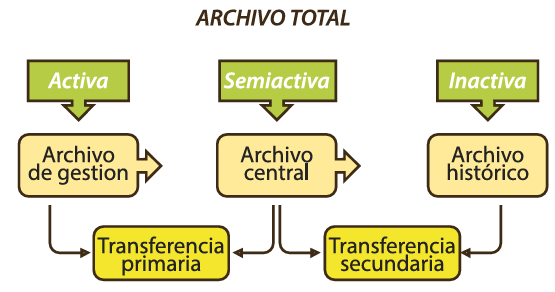 ARCHIVO TOTAL
Activa
Semiactiva
Inactiva
Archivo
de gestion
Archivo
central
Archivo
histórico
Transferencia
primaria
Transferencia
secundaria